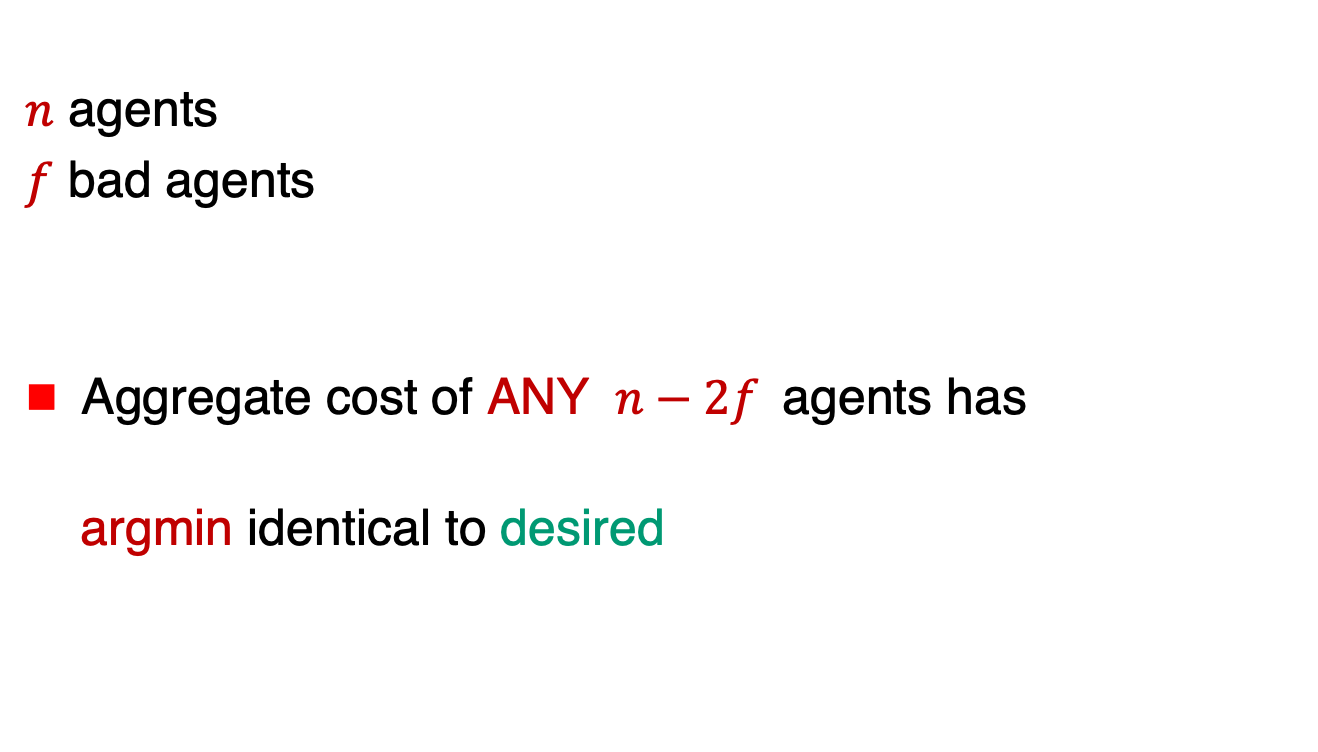 n agents
f bad agents
Aggregate cost of ANY n − 2f agents has
argmin identical to desired